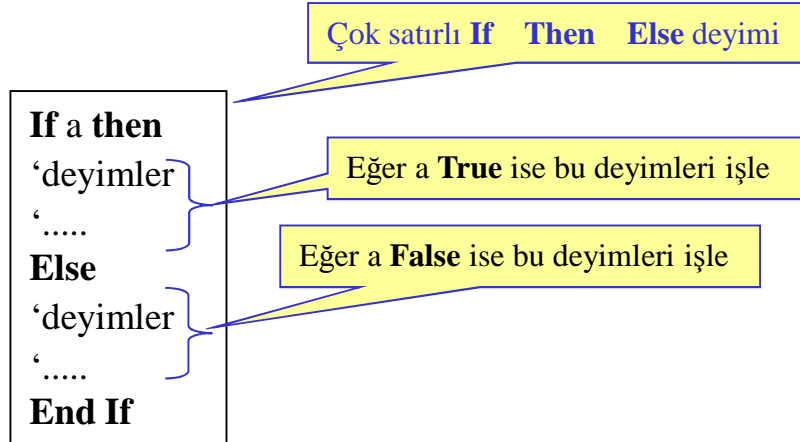 Çok satırlı If Then Else deyimi
If a then
‘deyimler
‘.....
Else
‘deyimler
‘.....
End If
Eğer a True ise bu deyimleri işle
Eğer a False ise bu deyimleri işle